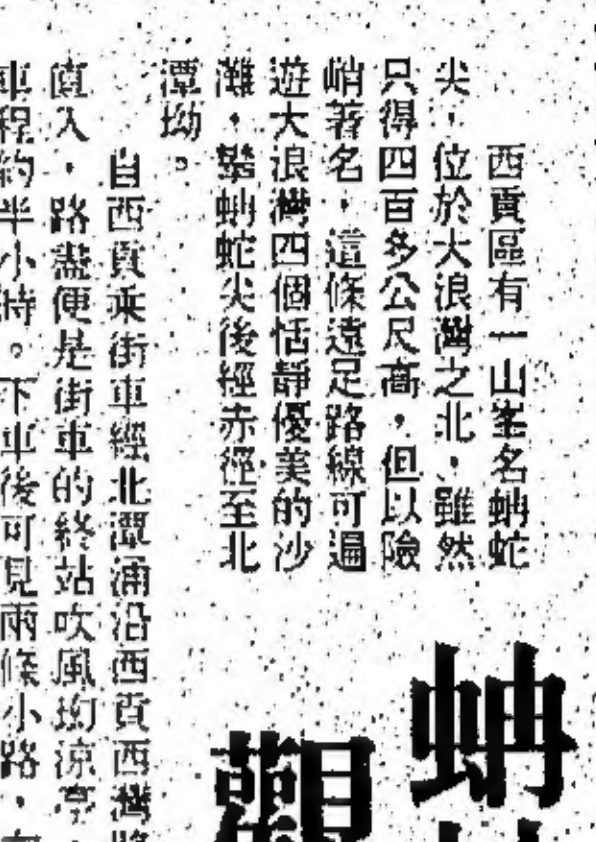 西貢區有一山峯名蚺蛇
尖，位於大浪灣之北，雖然
只得四百多公尺高，但以險
峭著名，這條遠足路線可遍
遊大浪灣四個恬靜優美的沙
灘，攀蚺蛇尖後經赤徑至北
潭坳。
自西貢乘街車經北潭涌沿西貢西灣路
直入，路盡便是街車的終站吹風坳涼亭，
車程約半小時。下車後可見兩條小路，
蚺
觀